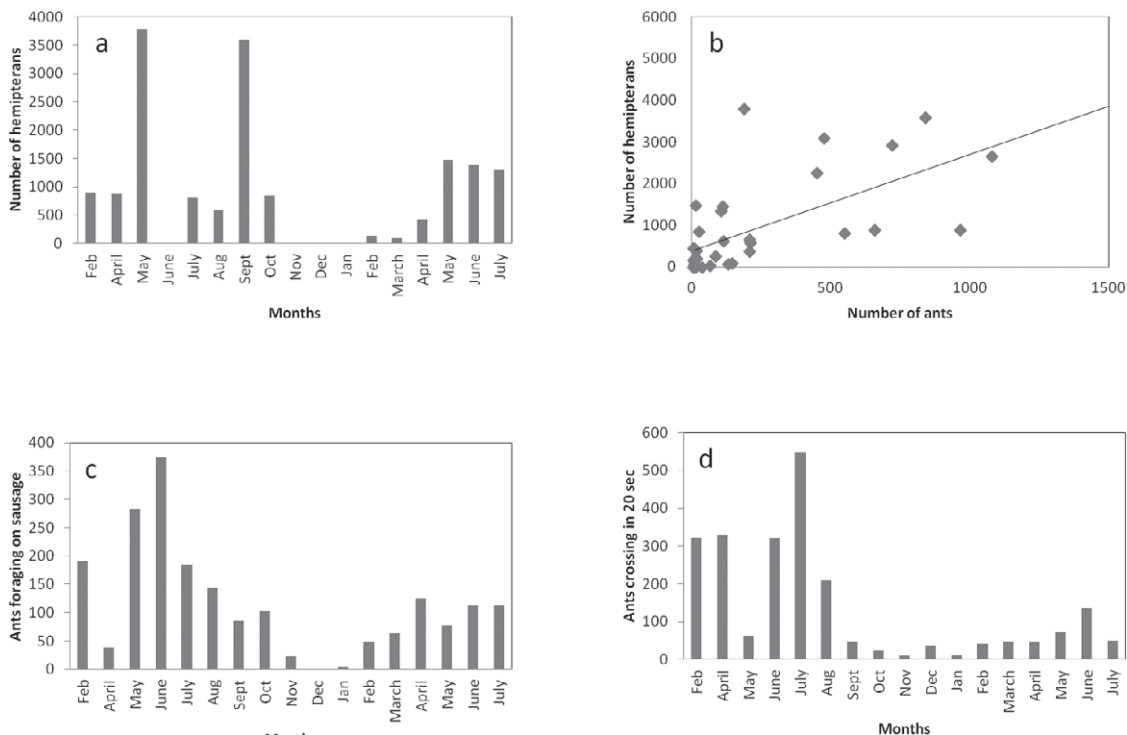 a
Number of hemipterans
4000
3500
3000
2500
2000
1500
1000
500
0
Feb
April
May
June
July
Aug
Sept
Oct
Nov
Dec
Jan
Feb
March
April
May
June
July
Months
b
Number of hemipterans
6000
5000
4000
3000
2000
1000
0
0
500
1000
1500
Number of ants
c
Ants foraging on sausage
400
350
300
250
200
150
100
50
0
Feb
April
May
June
July
Aug
Sept
Oct
Nov
Dec
Jan
Feb
March
April
May
June
July
d
Ants crossing in 20 sec
600
500
400
300
200
100
0
Feb
April
May
June
July
Aug
Sept
Oct
Nov
Dec
Jan
Feb
March
April
May
June
July
Months